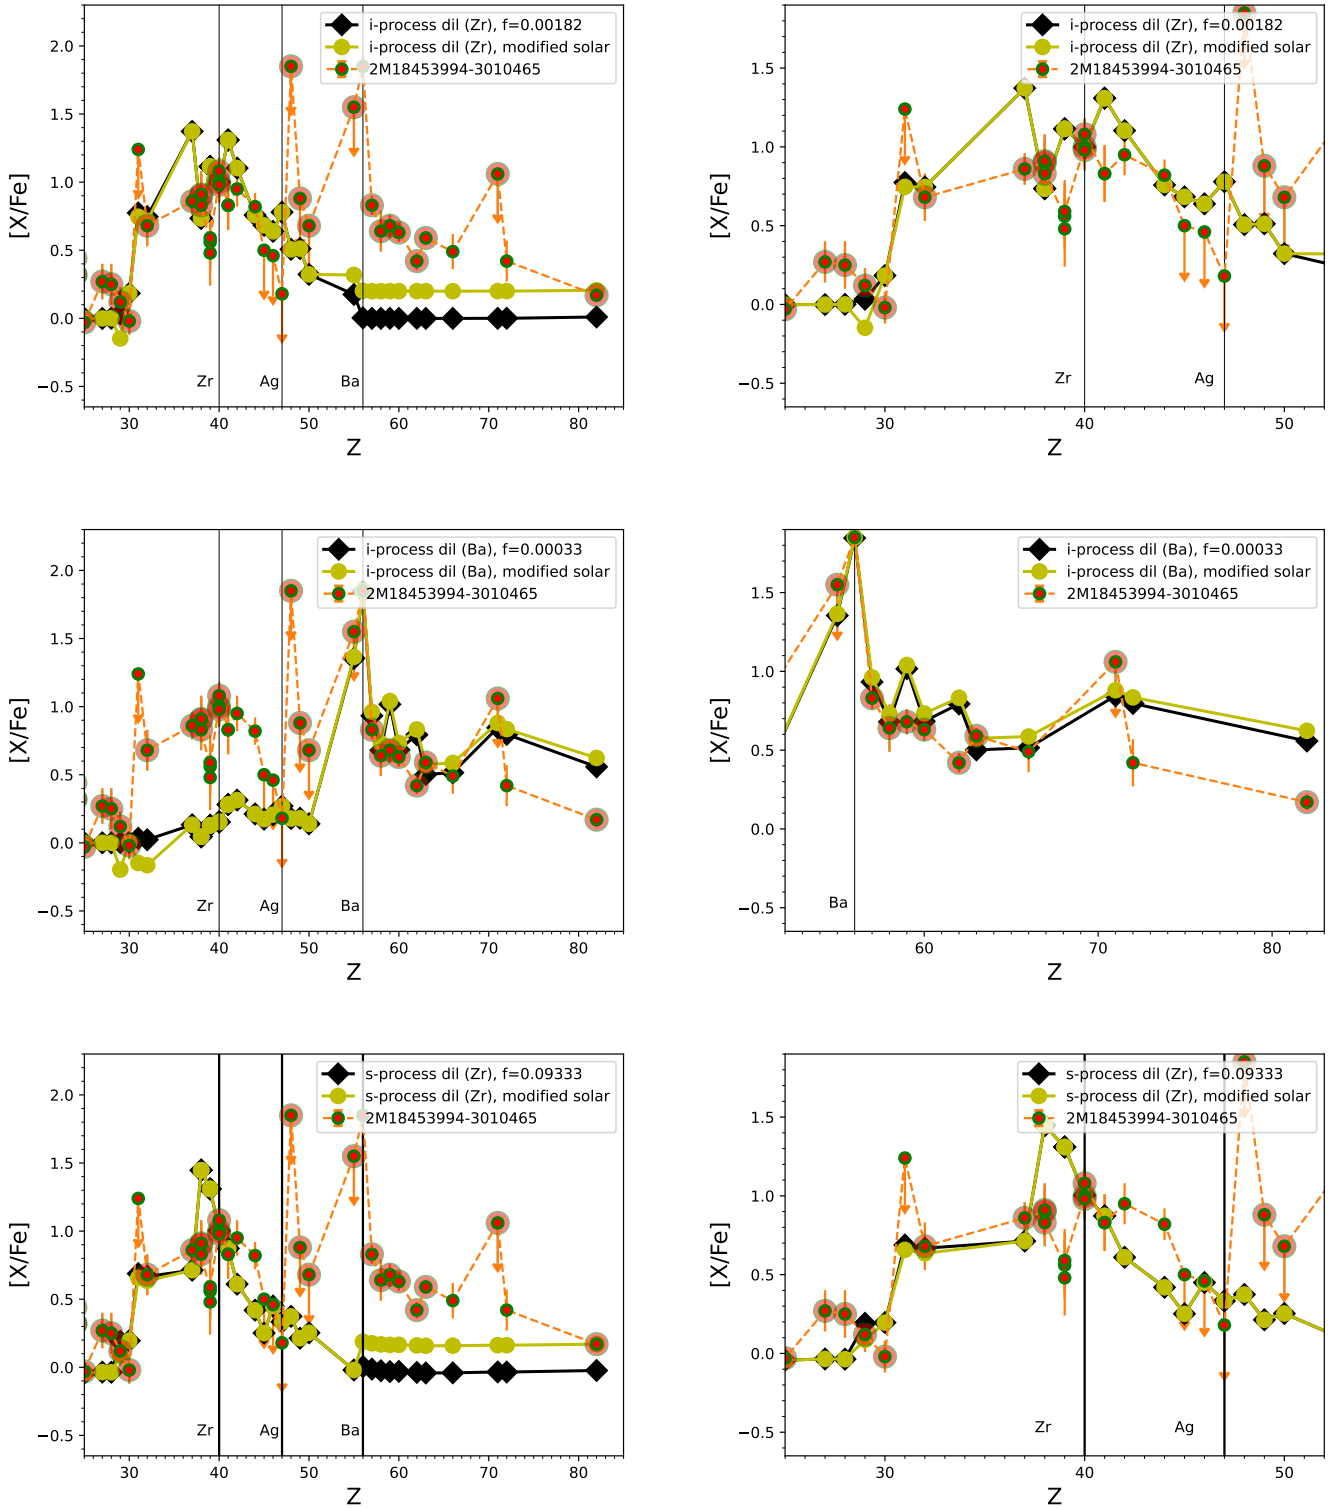 i-process dil (Zr), f=0.00182
i-process dil (Zr), modified solar
2M18453994-3010465
[X/Fe]
2.0
1.5
1.0
0.5
0.0
−0.5
Zr
Ag
Ba
30 40 50 60 70 80
Z
i-process dil (Zr), f=0.00182
i-process dil (Zr), modified solar
2M18453994-3010465
[X/Fe]
1.5
1.0
0.5
0.0
−0.5
Zr
Ag
30 40 50
Z
i-process dil (Ba), f=0.00033
i-process dil (Ba), modified solar
2M18453994-3010465
[X/Fe]
2.0
1.5
1.0
0.5
0.0
−0.5
Zr
Ag
Ba
30 40 50 60 70 80
Z
i-process dil (Ba), f=0.00033
i-process dil (Ba), modified solar
2M18453994-3010465
[X/Fe]
1.5
1.0
0.5
0.0
−0.5
Ba
60 70 80
Z
s-process dil (Zr), f=0.09333
s-process dil (Zr), modified solar
2M18453994-3010465
[X/Fe]
2.0
1.5
1.0
0.5
0.0
−0.5
Zr
Ag
Ba
30 40 50 60 70 80
Z
s-process dil (Zr), f=0.09333
s-process dil (Zr), modified solar
2M18453994-3010465
[X/Fe]
1.5
1.0
0.5
0.0
−0.5
Zr
Ag
30 40 50
Z